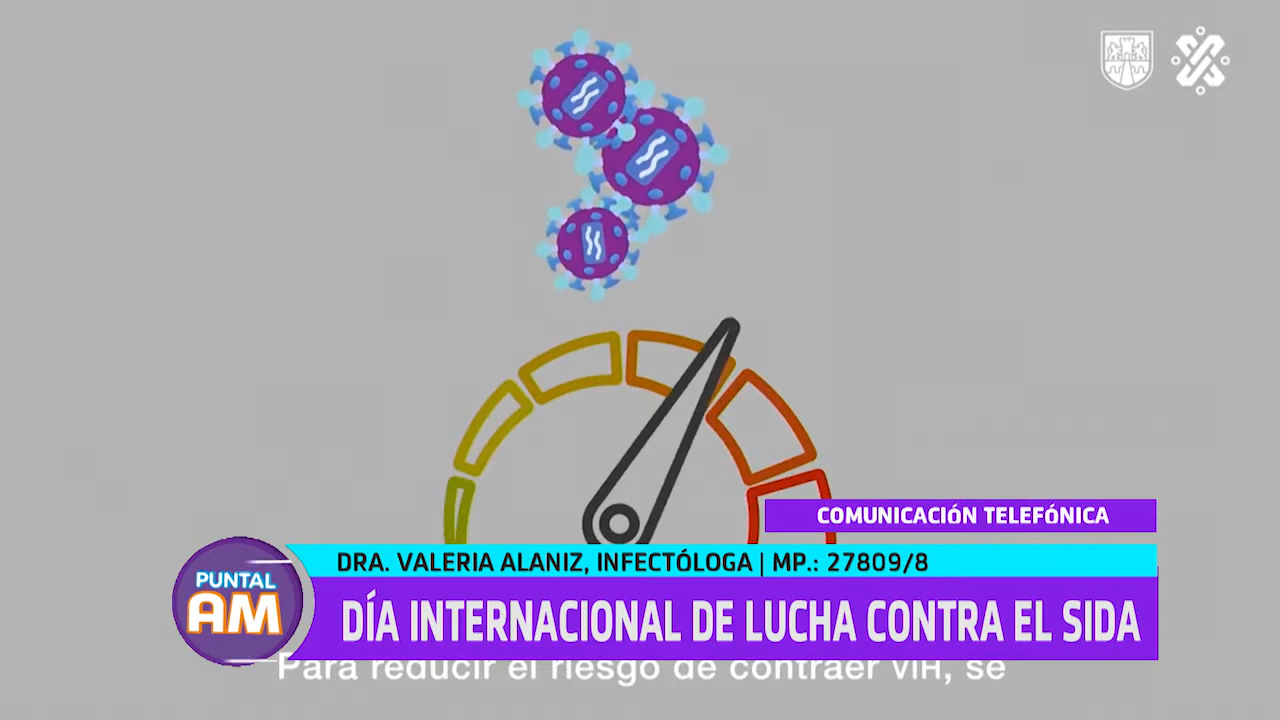 COMUNICACIÓN TELEFÓNICA
DRA. VALERIA ALANIZ, INFECTÓLOGA | MP.: 27809/8
PUNTAL
AM
DÍA INTERNACIONAL DE LUCHA CONTRA EL SIDA
Para reducir el riesgo de contraer VIH, se